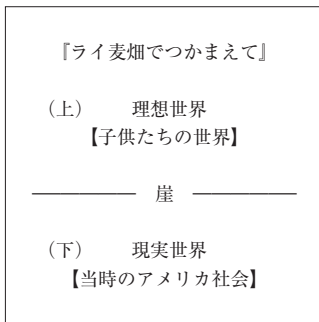 『ライ麦畑でつかまえて』
(上) 理想世界
【子供たちの世界】
崖
(下) 現実世界
【当時のアメリカ社会】